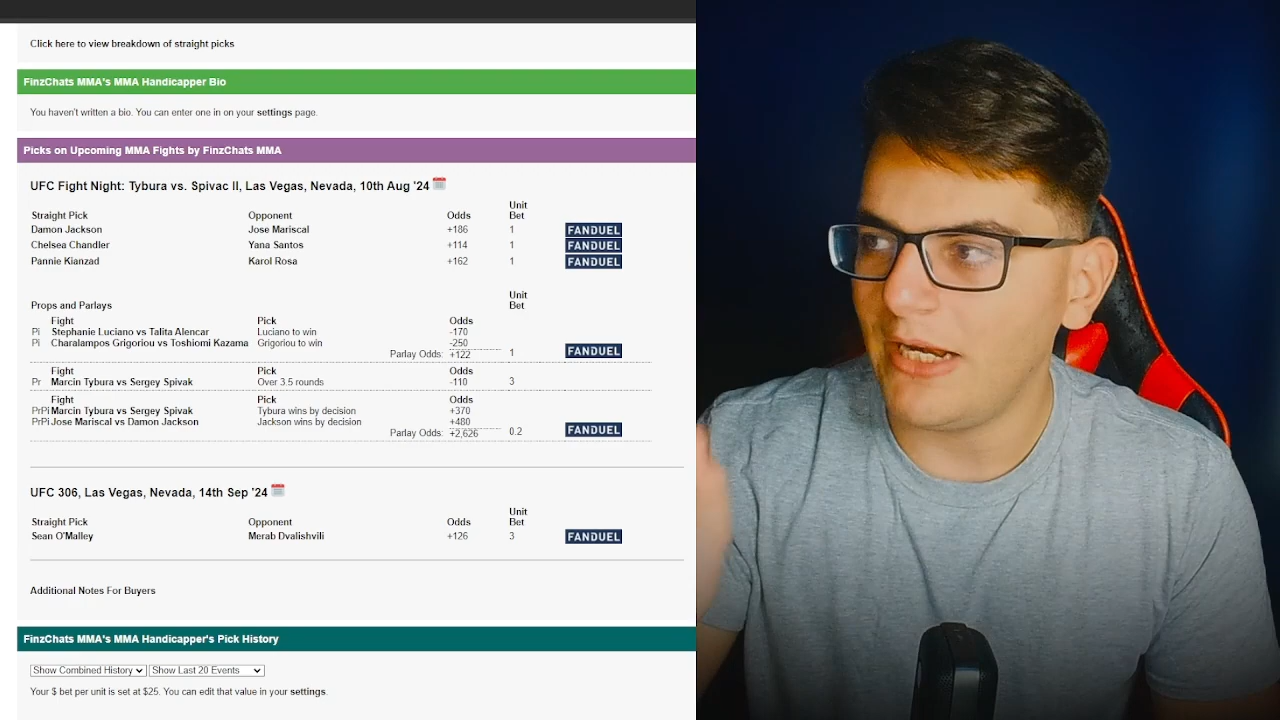 Click here to view breakdown of straight picks
FinzChats MMA's MMA Handicapper Bio
You haven't written a bio. You can enter one in on your settings page.
Picks on Upcoming MMA Fights by FinzChats MMA
UFC Fight Night: Tybura vs. Spivac II, Las Vegas, Nevada, 10th Aug '24
Straight Pick Opponent Odds Unit Bet
Damon Jackson Jose Mariscal +186 1 FANDUEL
Chelsea Chandler Yana Santos +114 1 FANDUEL
Pannie Kianzad Karol Rosa +162 1 FANDUEL
Props and Parlays Unit Bet
Fight Pick Odds
Pi Stephanie Luciano vs Talita Alencar Luciano to win -170
Pi Charalampos Grigoriou vs Toshiomi Kazama Grigoriou to win -250
Parlay Odds: +122 1 FANDUEL
Fight Pick Odds
Pr Marcin Tybura vs Sergey Spivak Over 3.5 rounds -110 3
Fight Pick Odds
PrPi Marcin Tybura vs Sergey Spivak Tybura wins by decision +370
PrPi Jose Mariscal vs Damon Jackson Jackson wins by decision +480
Parlay Odds: +2,626 0.2 FANDUEL
UFC 306, Las Vegas, Nevada, 14th Sep '24
Straight Pick Opponent Odds Unit Bet
Sean O'Malley Merab Dvalishvili +126 3 FANDUEL
Additional Notes For Buyers
FinzChats MMA's MMA Handicapper's Pick History
Show Combined History Show Last 20 Events
Your $ bet per unit is set at $25. You can edit that value in your settings.